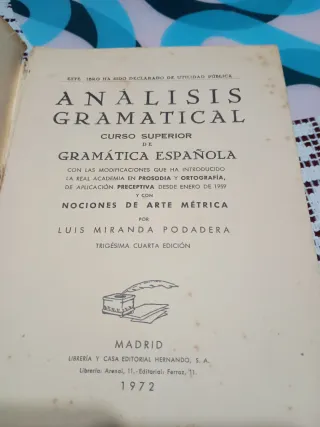 ESTE LIBRO HA SIDO DECLARADO DE UTILIDAD PÚBLICA
ANALISIS
GRAMATICAL
CURSO SUPERIOR
DE
GRAMÁTICA ESPAÑOLA
CON LAS MODIFICACIONES QUE HA INTRODUCIDO
LA REAL ACADEMIA EN PROSODIA Y ORTOGRAFÍA,
DE APLICACIÓN PRECEPTIVA DESDE ENERO DE 1959
Y CON
NOCIONES DE ARTE MÉTRICA
POR
LUIS MIRANDA PODADERA
TRIGÉSIMA CUARTA EDICIÓN
MADRID
LIBRERÍA Y CASA EDITORIAL HERNANDO, S. A.
Librería: Arenal, 11.-Editorial: Ferraz, 11.
1972